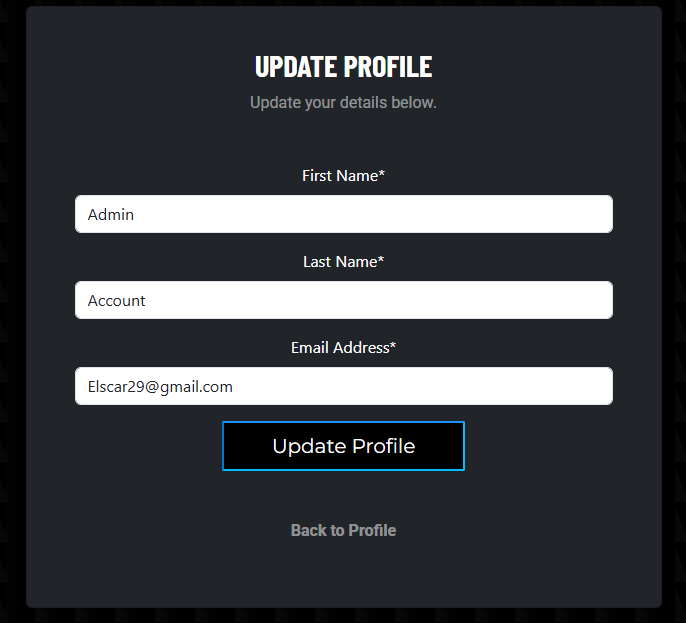 UPDATE PROFILE
Update your details below.
First Name*
Admin
Last Name*
Account
Email Address*
Elscar29@gmail.com
Update Profile
Back to Profile